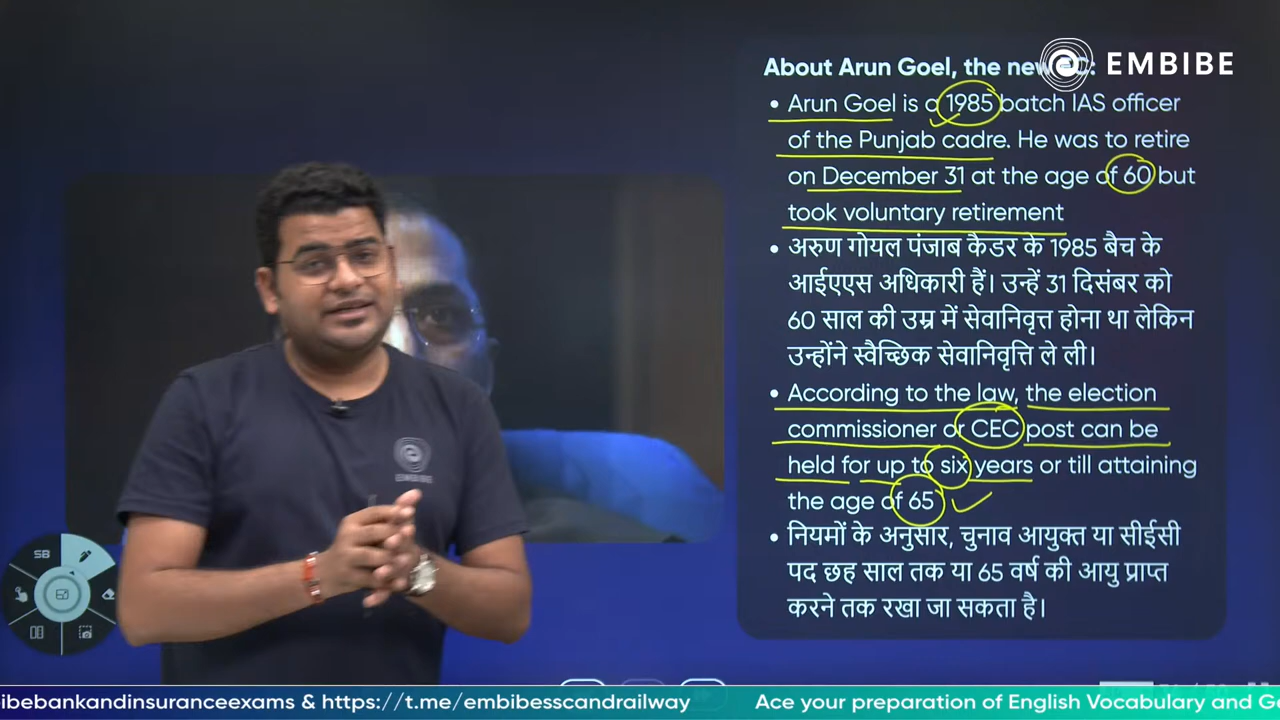 EMBIBE
About Arun Goel, the new EC:
• Arun Goel is a 1985 batch IAS officer
of the Punjab cadre. He was to retire
on December 31 at the age of 60 but
took voluntary retirement
• अरुण गोयल पंजाब कैडर के 1985 बैच के
आईएएस अधिकारी हैं। उन्हें 31 दिसंबर को
60 साल की उम्र में सेवानिवृत्त होना था लेकिन
उन्होंने स्वैच्छिक सेवानिवृत्ति ले ली।
• According to the law, the election
commissioner or CEC post can be
held for up to six years or till attaining
the age of 65
• नियमों के अनुसार, चुनाव आयुक्त या सीईसी
पद छह साल तक या 65 वर्ष की आयु प्राप्त
करने तक रखा जा सकता है।
EMBIBE
SB
ibebankandinsuranceexams & https://t.me/embibesscandrailway Ace your preparation of English Vocabulary and G